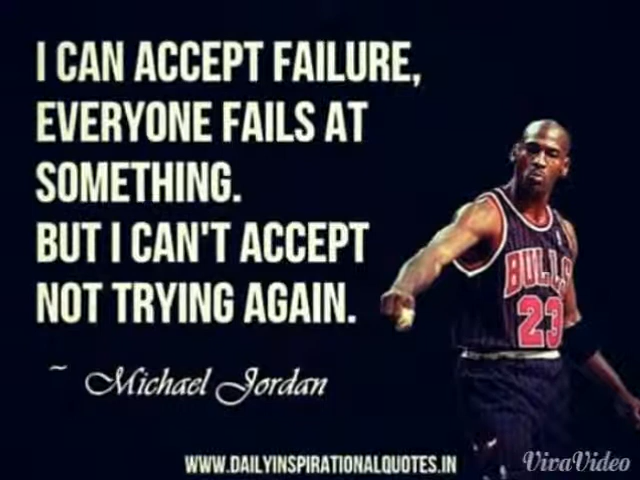 I CAN ACCEPT FAILURE,
EVERYONE FAILS AT
SOMETHING.
BUT I CAN'T ACCEPT
NOT TRYING AGAIN.
~ Michael Jordan
BULLS
23
WWW.DAILYINSPIRATIONALQUOTES.IN
VivaVideo